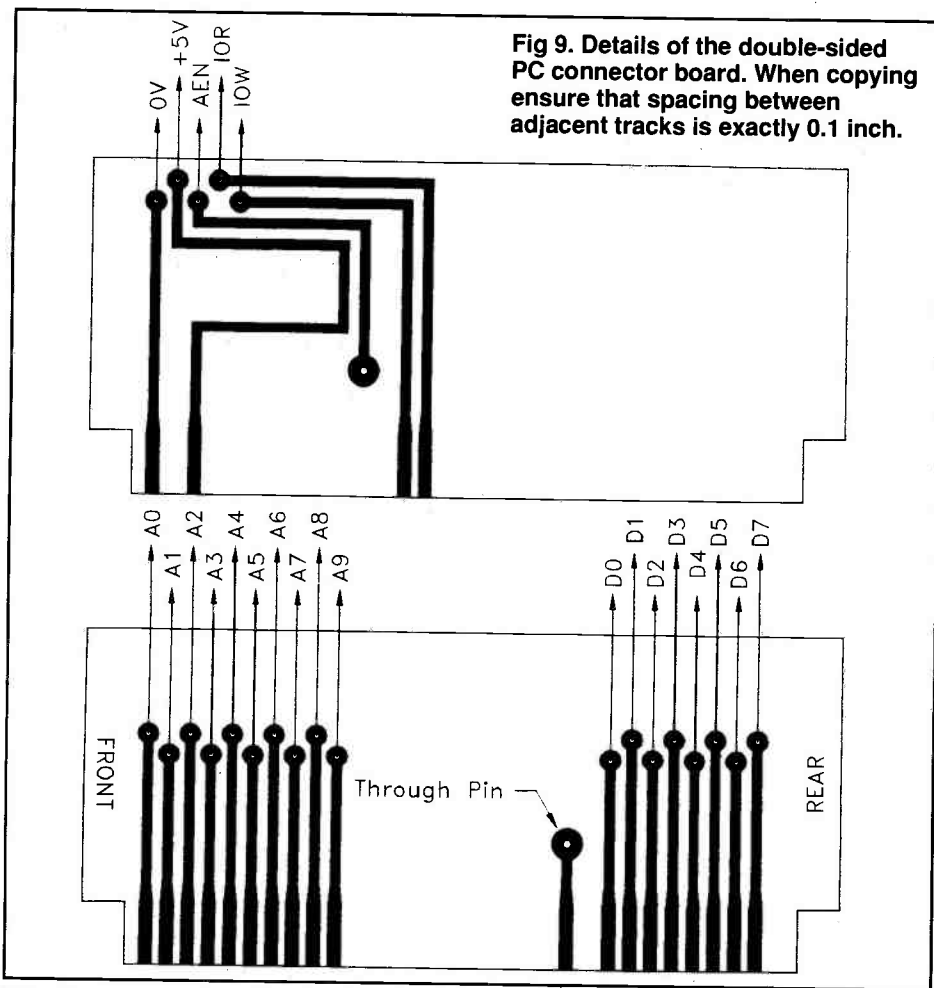 Fig 9. Details of the double-sided
PC connector board. When copying
ensure that spacing between
adjacent tracks is exactly 0.1 inch.
0V
+5V
AEN
IOR
IOW
A0
A1
A2
A3
A4
A5
A6
A7
A8
A9
D0
D1
D2
D3
D4
D5
D6
D7
FRONT
Through Pin
REAR